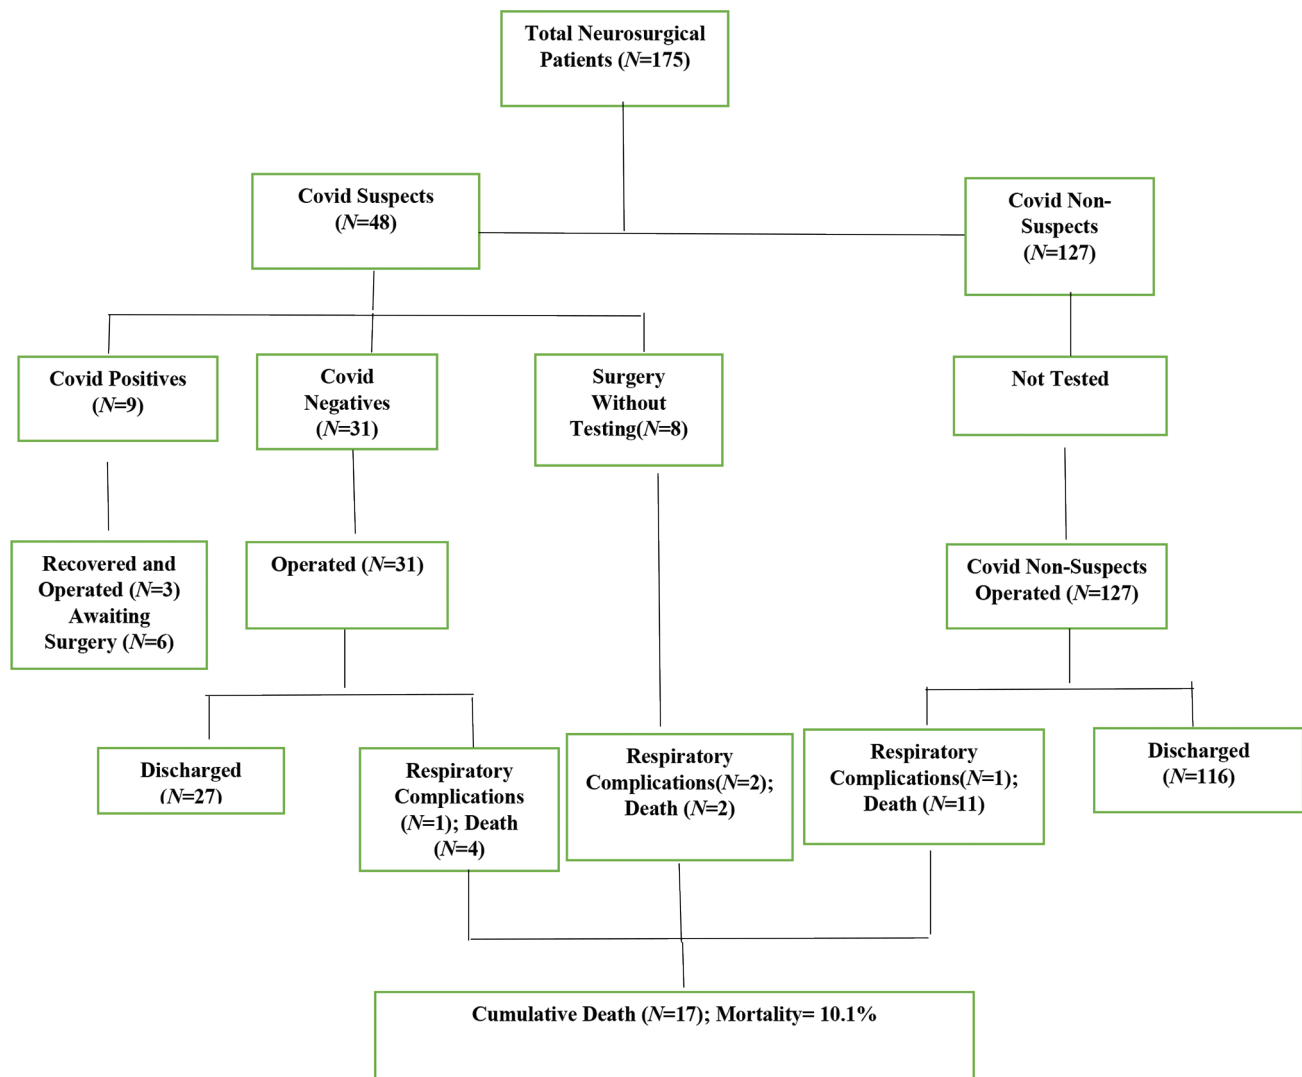 Total Neurosurgical
Patients (N=175)
Covid Suspects
(N=48)
Covid Non-
Suspects
(N=127)
Covid Positives
(N=9)
Covid
Negatives
(N=31)
Surgery
Without
Testing(N=8)
Not Tested
Recovered and
Operated (N=3)
Awaiting
Surgery (N=6)
Operated (N=31)
Covid Non-Suspects
Operated (N=127)
Discharged
(N=27)
Respiratory
Complications
(N=1); Death
(N=4)
Respiratory
Complications(N=2);
Death (N=2)
Respiratory
Complications(N=1);
Death (N=11)
Discharged
(N=116)
Cumulative Death (N=17); Mortality= 10.1%